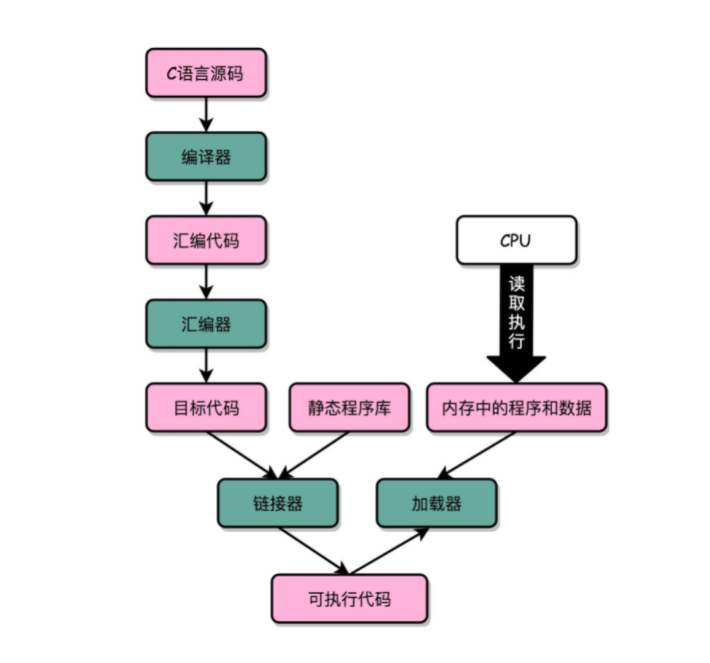 C语言源码
编译器
汇编代码
CPU
读取执行
汇编器
目标代码
静态程序库
内存中的程序和数据
链接器
加载器
可执行代码